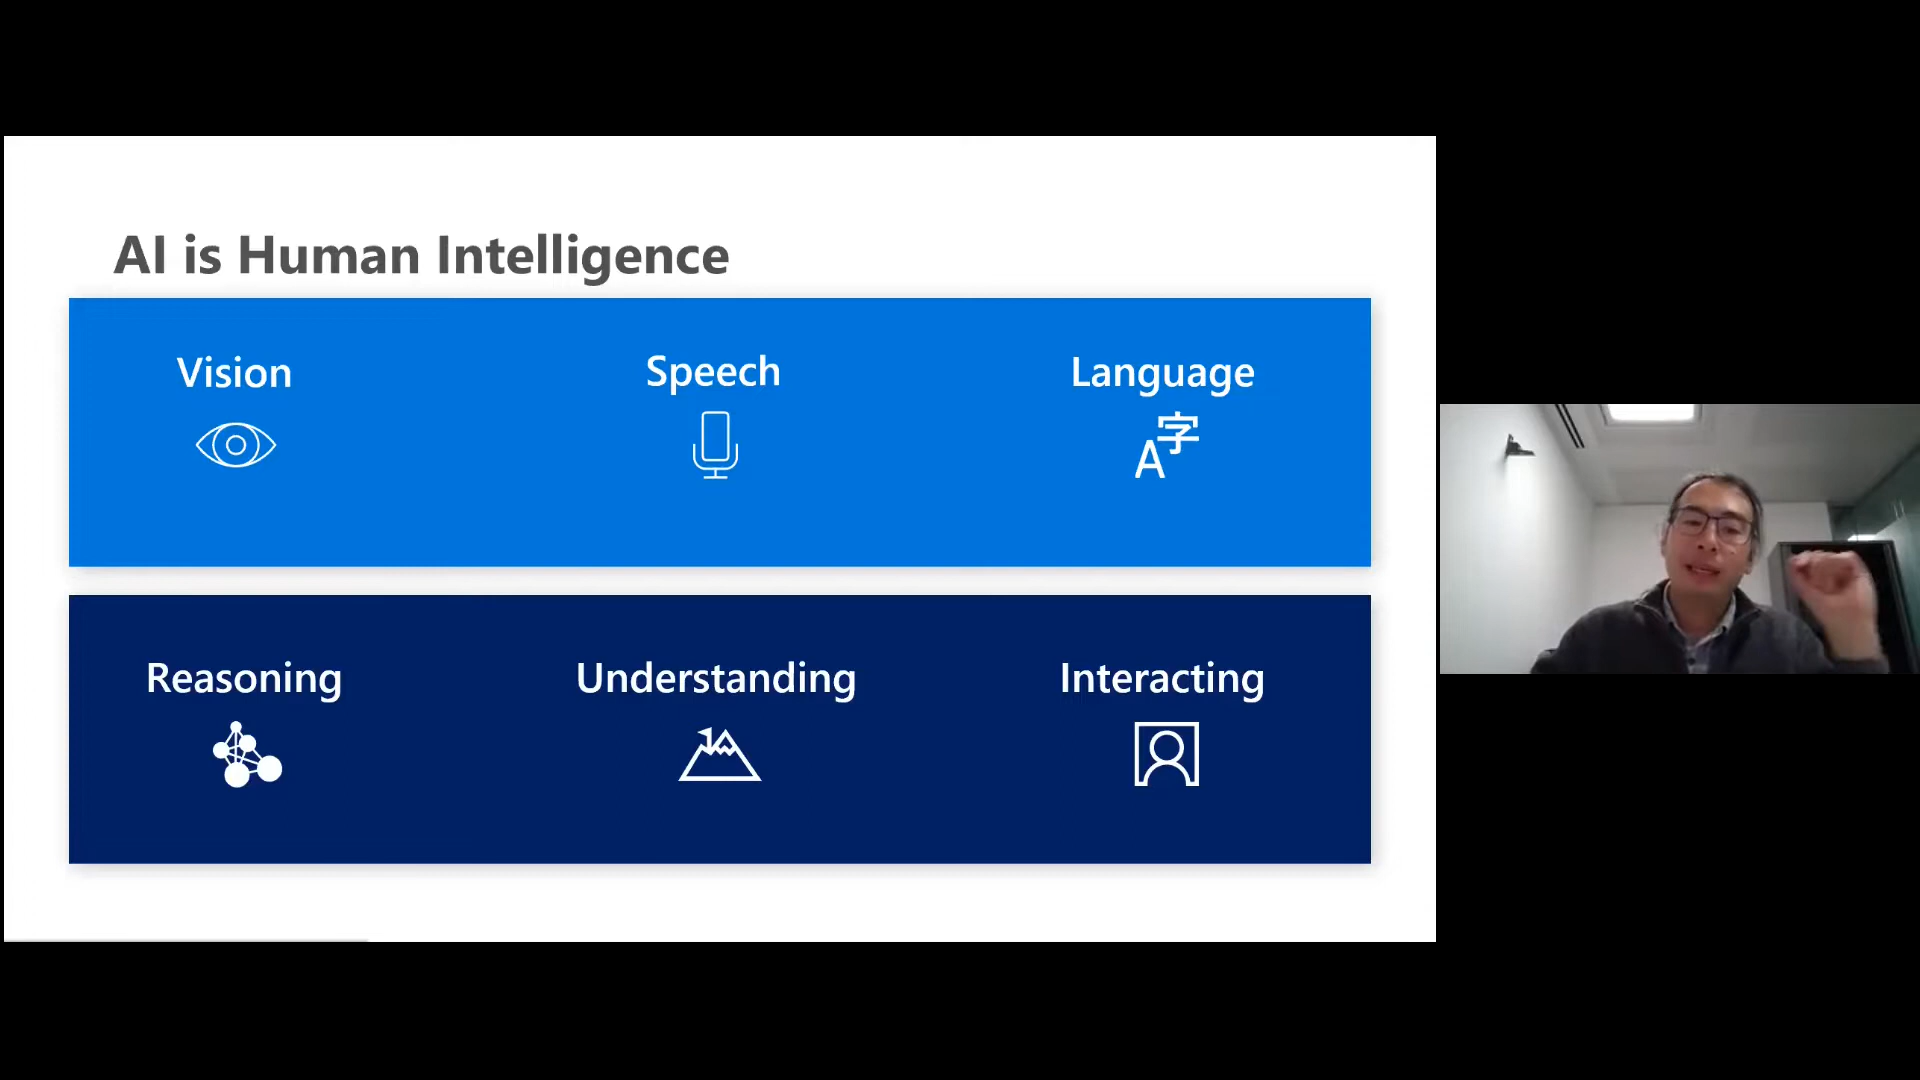 AI is Human Intelligence
Vision
Speech
Language
A字
Reasoning
Understanding
Interacting